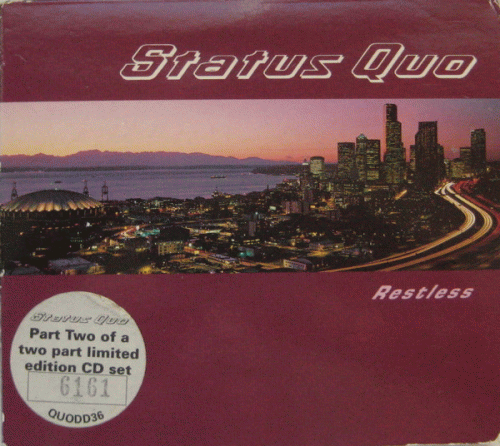 Status Quo
Restless
Status Quo
Part Two of a
two part limited
edition CD set
6161
QUODD36